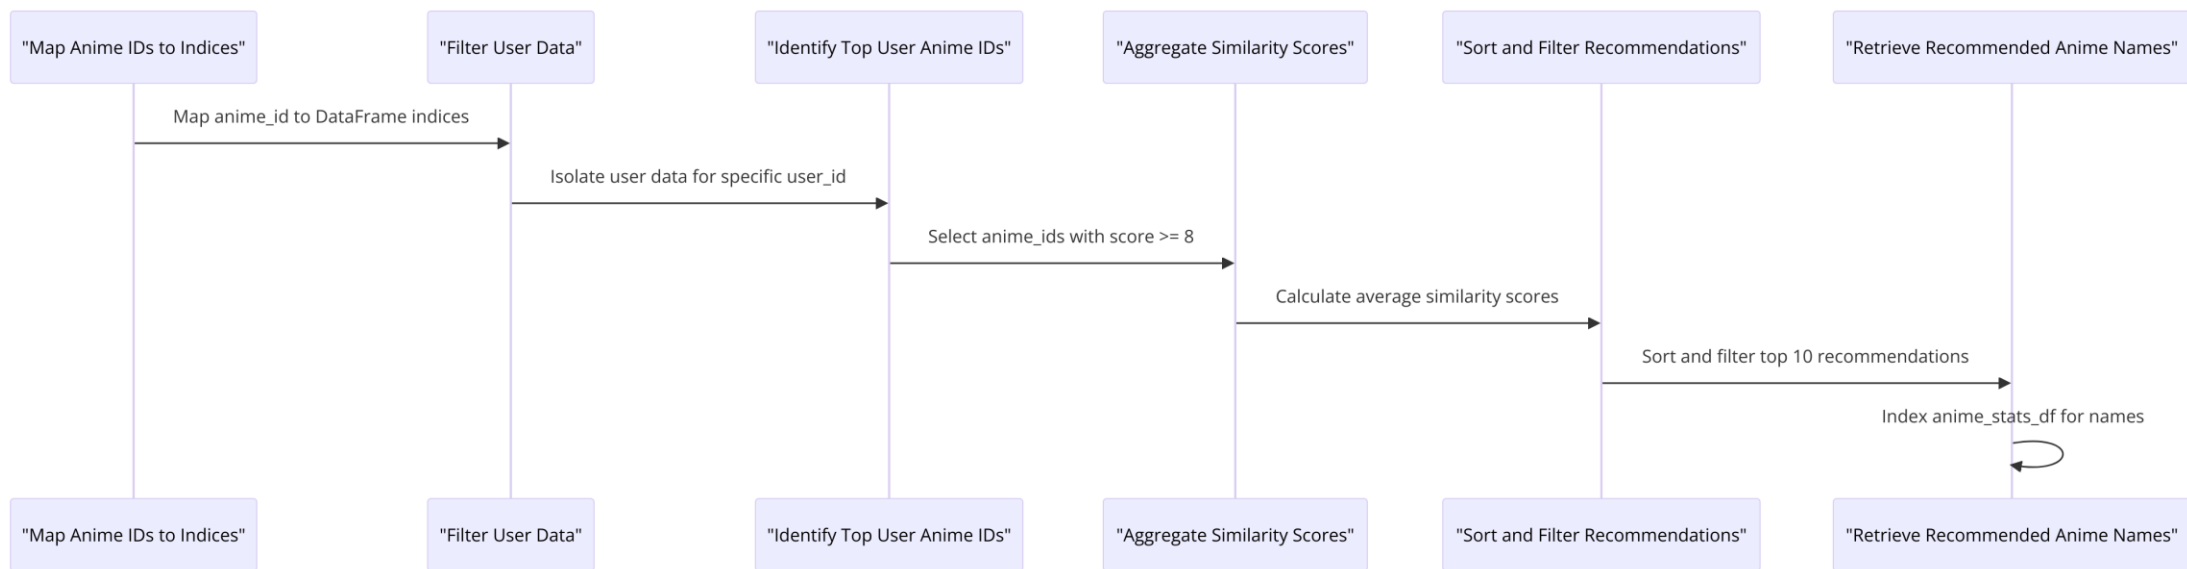 "Map Anime IDs to Indices"
"Filter User Data"
"Identify Top User Anime IDs"
"Aggregate Similarity Scores"
"Sort and Filter Recommendations"
"Retrieve Recommended Anime Names"
Map anime_id to DataFrame indices
Isolate user data for specific user_id
Select anime_ids with score >= 8
Calculate average similarity scores
Sort and filter top 10 recommendations
Index anime_stats_df for names
"Map Anime IDs to Indices"
"Filter User Data"
"Identify Top User Anime IDs"
"Aggregate Similarity Scores"
"Sort and Filter Recommendations"
"Retrieve Recommended Anime Names"